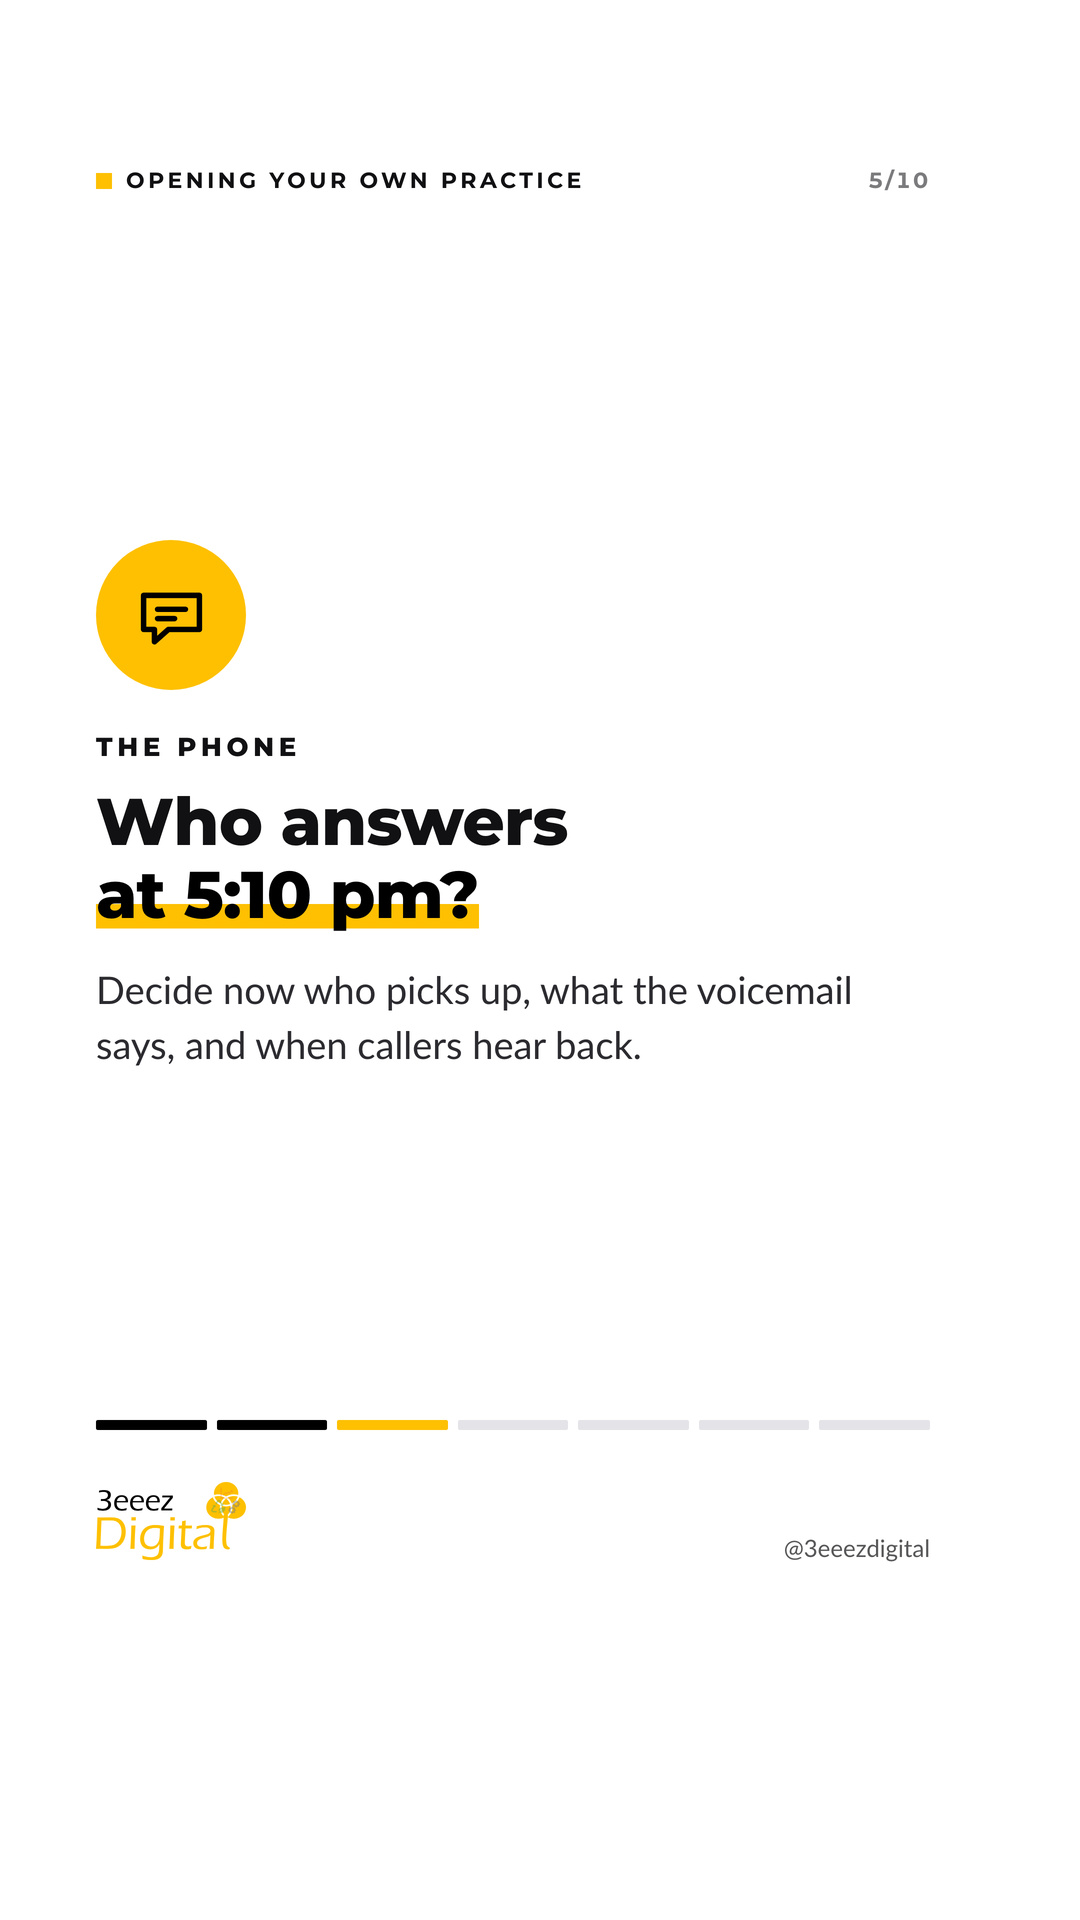 OPENING YOUR OWN PRACTICE
5/10
THE PHONE
Who answers
at 5:10 pm?
Decide now who picks up, what the voicemail
says, and when callers hear back.
3eeez
Digital
@3eeezdigital